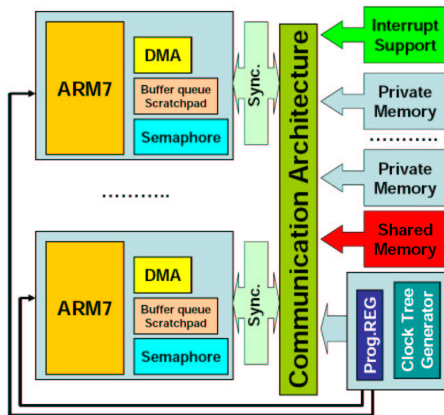 ARM7
DMA
Buffer queue
Scratchpad
Semaphore
Sync.
...........
ARM7
DMA
Buffer queue
Scratchpad
Semaphore
Sync.
Communication Architecture
Interrupt
Support
Private
Memory
............
Private
Memory
Shared
Memory
Prog.REG
Clock Tree
Generator